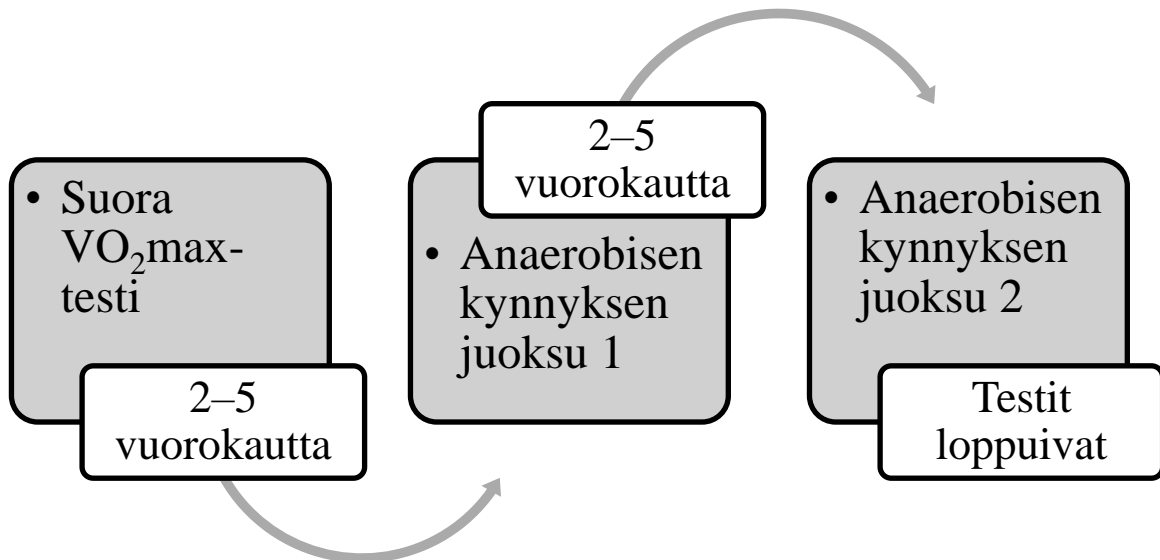 • Suora
VO₂max-
testi
2–5
vuorokautta
2–5
vuorokautta
• Anaerobisen
kynnyksen
juoksu 1
• Anaerobisen
kynnyksen
juoksu 2
Testit
loppuivat